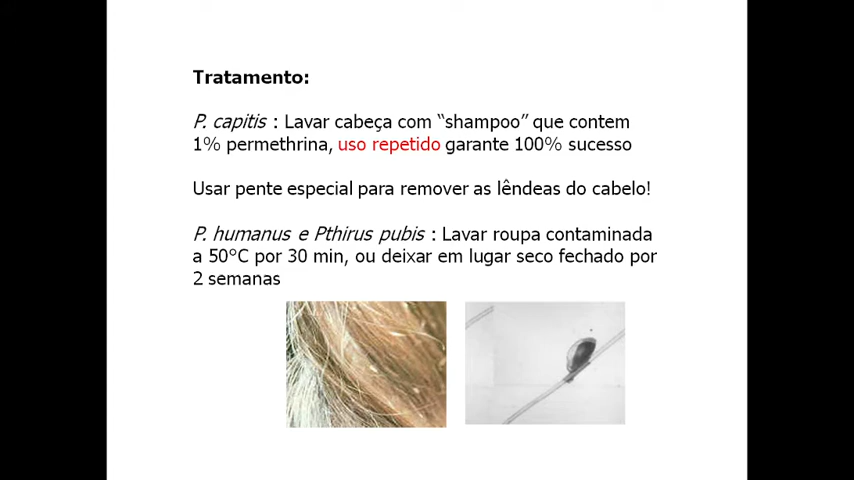 Tratamento:
P. capitis : Lavar cabeça com “shampoo” que contem
1% permethrina, uso repetido garante 100% sucesso
Usar pente especial para remover as lêndeas do cabelo!
P. humanus e Pthirus pubis : Lavar roupa contaminada
a 50°C por 30 min, ou deixar em lugar seco fechado por
2 semanas